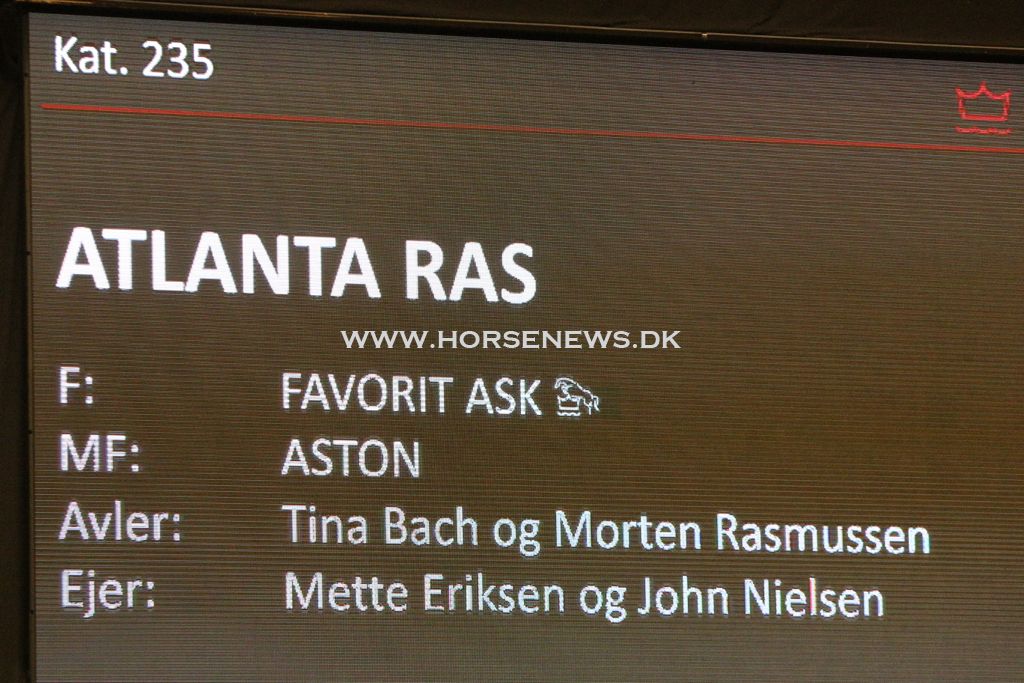 Kat. 235
ATLANTA RAS
WWW.HORSENEWS.DK
F: FAVORIT ASK
MF: ASTON
Avler: Tina Bach og Morten Rasmussen
Ejer: Mette Eriksen og John Nielsen